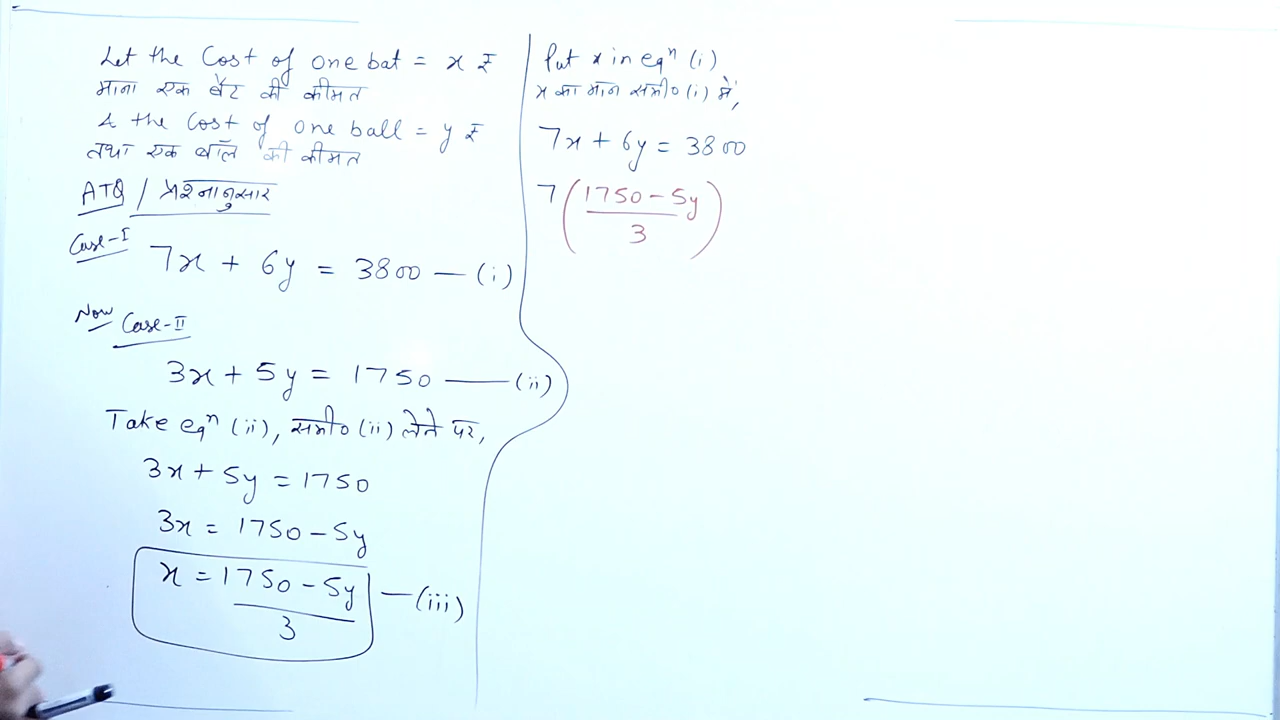 Let the Cost of one bat = x ₹
माना एक बैट की कीमत
& the Cost of one ball = y ₹
तथा एक बॉल की कीमत
ATQ / प्रश्नानुसार
Case-I 7x + 6y = 3800 — (i)
Now Case-II
3x + 5y = 1750 — (ii)
Take eqⁿ (ii), समी० (ii) लेने पर,
3x + 5y = 1750
3x = 1750 - 5y
x = 1750 - 5y — (iii)
3
Put x in eqⁿ (i)
x का मान समी० (i) में,
7x + 6y = 3800
7 (1750 - 5y)
3